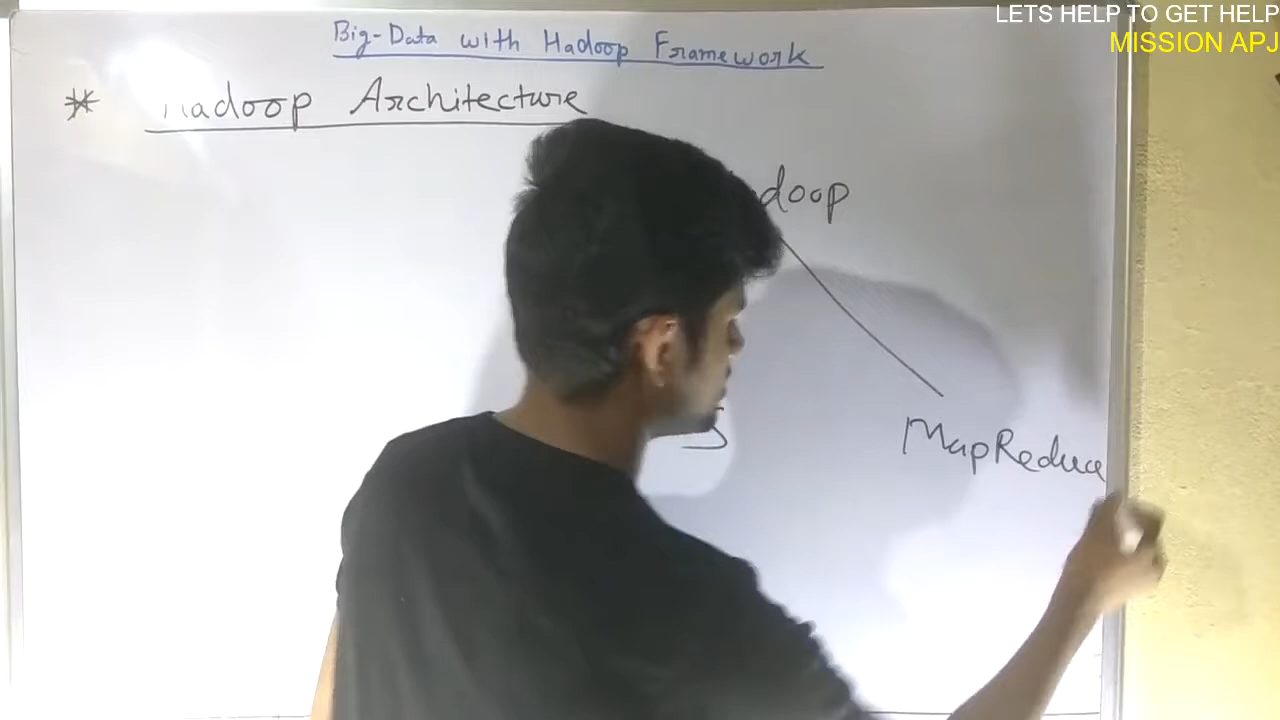 LETS HELP TO GET HELP
MISSION APJ
Big-Data with Hadoop Framework
* Hadoop Architecture
doop
S
MapReduce